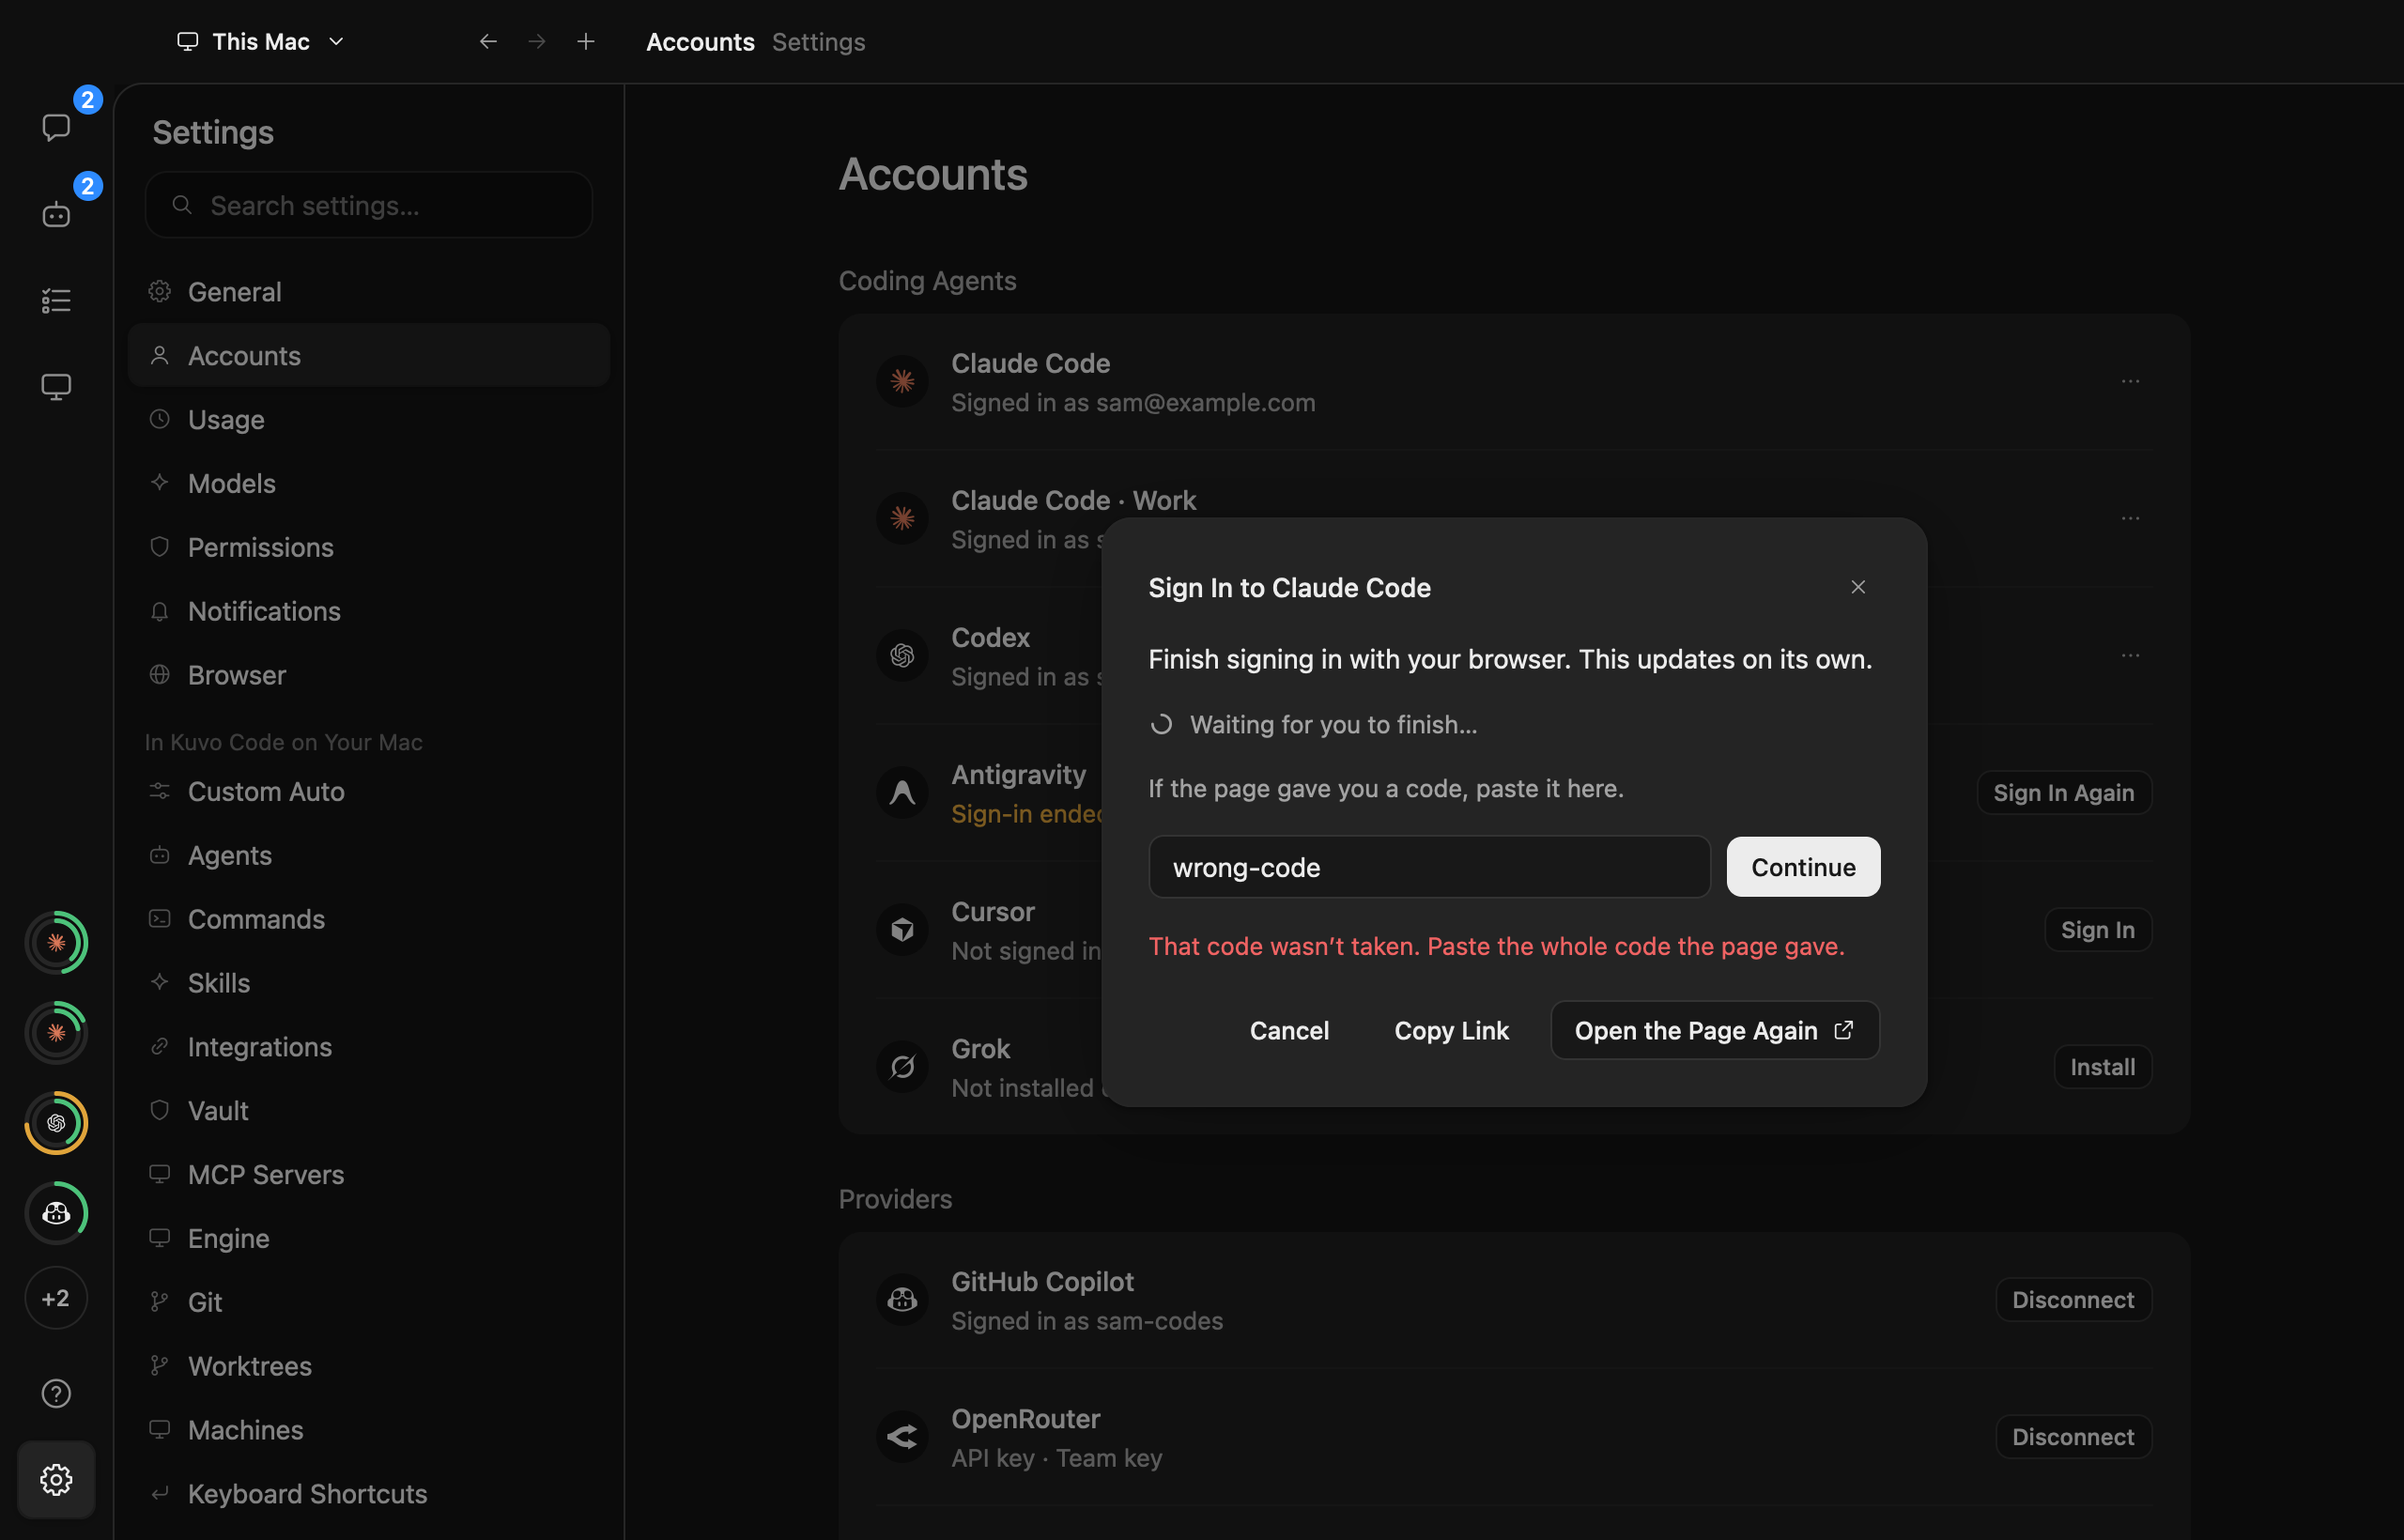 This Mac
Accounts Settings
2
2
Settings
Search settings...
General
Accounts
Usage
Models
Permissions
Notifications
Browser
In Kuvo Code on Your Mac
Custom Auto
Agents
Commands
Skills
Integrations
Vault
MCP Servers
Engine
Git
Worktrees
Machines
Keyboard Shortcuts
+2
Accounts
Coding Agents
Claude Code
Signed in as sam@example.com
Claude Code · Work
Signed in as
Codex
Signed in as
Antigravity
Sign-in ended
Sign In Again
Cursor
Not signed in
Sign In
Grok
Not installed
Install
Sign In to Claude Code
Finish signing in with your browser. This updates on its own.
Waiting for you to finish...
If the page gave you a code, paste it here.
wrong-code
Continue
That code wasn’t taken. Paste the whole code the page gave.
Cancel
Copy Link
Open the Page Again
Providers
GitHub Copilot
Signed in as sam-codes
Disconnect
OpenRouter
API key · Team key
Disconnect